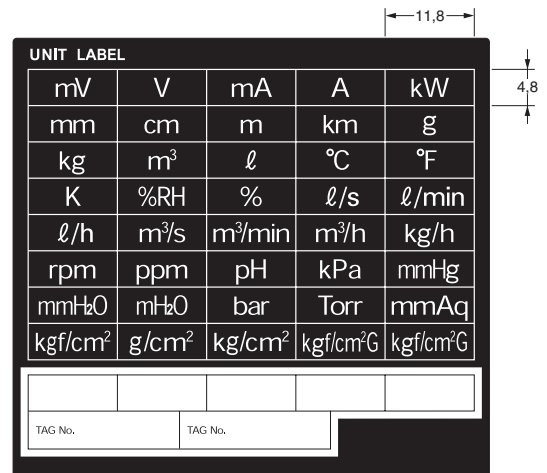 11,8
UNIT LABEL
4,8
mV V mA A kW
mm cm m km g
kg m³ ℓ °C °F
K %RH % ℓ/s ℓ/min
ℓ/h m³/s m³/min m³/h kg/h
rpm ppm pH kPa mmHg
mmH₂O mH₂O bar Torr mmAq
kgf/cm² g/cm² kg/cm² kgf/cm²G kgf/cm²G
TAG No. TAG No.